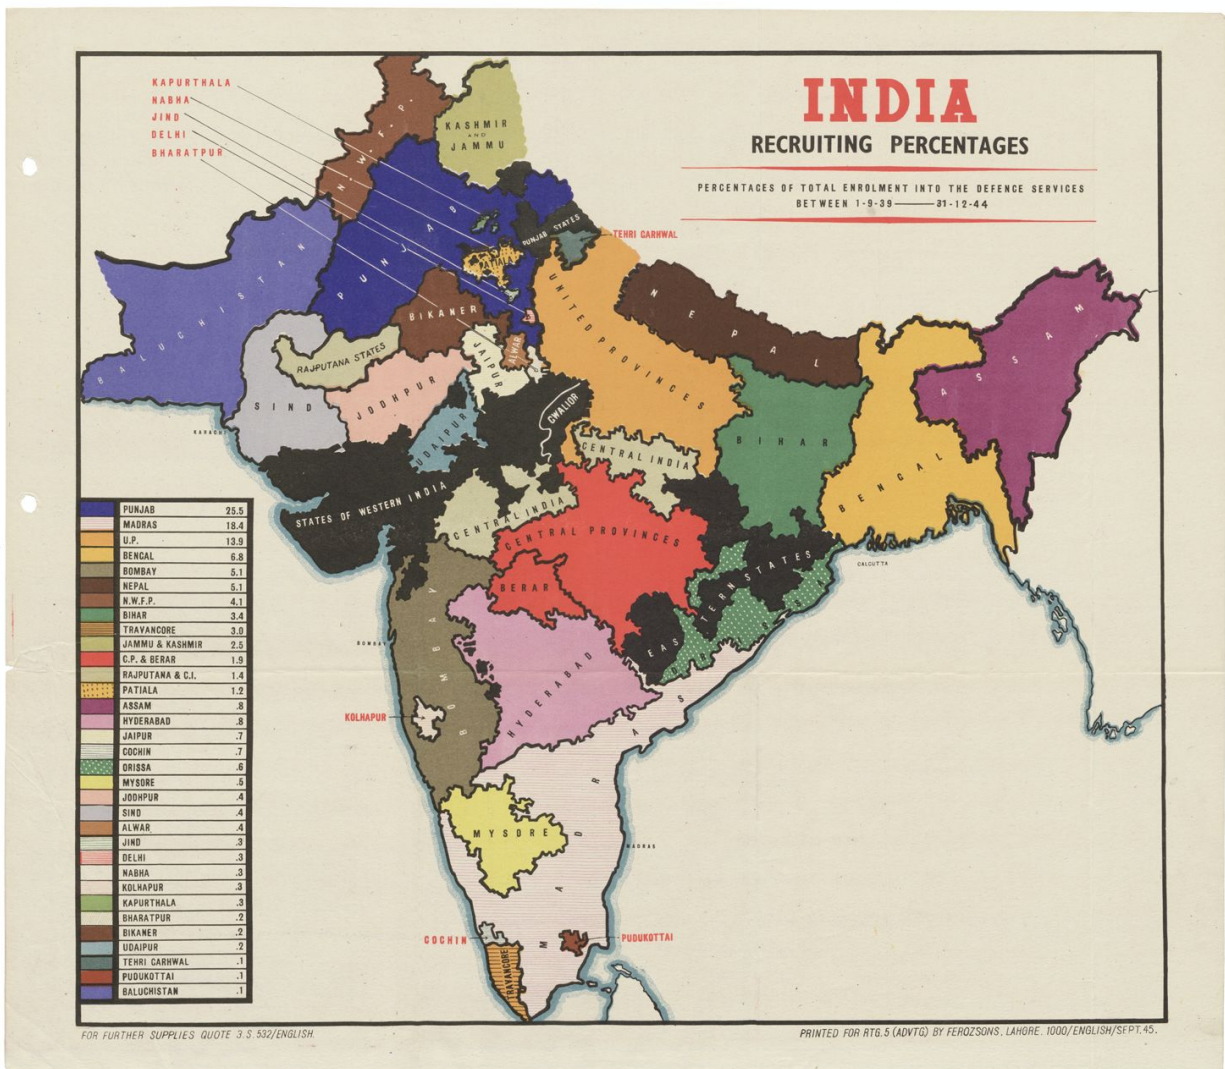 INDIA
RECRUITING PERCENTAGES
PERCENTAGES OF TOTAL ENROLMENT INTO THE DEFENCE SERVICES
BETWEEN 1-9-39 — 31-12-44
KAPURTHALA
NABHA
JIND
DELHI
BHARATPUR
N. W. F. P.
KASHMIR
AND
JAMMU
PUNJAB
PUNJAB STATES
TEHRI GARHWAL
PATIALA
BALUCHISTAN
BIKANER
UNITED PROVINCES
NEPAL
ASSAM
RAJPUTANA STATES
JAIPUR
ALWAR
SIND
JODHPUR
UDAIPUR
GWALIOR
KARACHI
CENTRAL INDIA
BIHAR
BENGAL
STATES OF WESTERN INDIA
CENTRAL INDIA
CENTRAL PROVINCES
BERAR
EASTERN STATES
CALCUTTA
BOMBAY
BOMBAY
HYDERABAD
KOLHAPUR
MADRAS
MYSORE
MADRAS
COCHIN
PUDUKOTTAI
TRAVANCORE
PUNJAB 25.5
MADRAS 18.4
U.P. 13.9
BENGAL 6.8
BOMBAY 5.1
NEPAL 5.1
N.W.F.P. 4.1
BIHAR 3.4
TRAVANCORE 3.0
JAMMU & KASHMIR 2.5
C.P. & BERAR 1.9
RAJPUTANA & C.I. 1.4
PATIALA 1.2
ASSAM .8
HYDERABAD .8
JAIPUR .7
COCHIN .7
ORISSA .6
MYSORE .5
JODHPUR .4
SIND .4
ALWAR .4
JIND .3
DELHI .3
NABHA .3
KOLHAPUR .3
KAPURTHALA .3
BHARATPUR .2
BIKANER .2
UDAIPUR .2
TEHRI GARHWAL .1
PUDUKOTTAI .1
BALUCHISTAN .1
FOR FURTHER SUPPLIES QUOTE 3.S.532/ENGLISH.
PRINTED FOR RTG.5 (ADVTG) BY FEROZSONS, LAHORE. 1000/ENGLISH/SEPT.45.